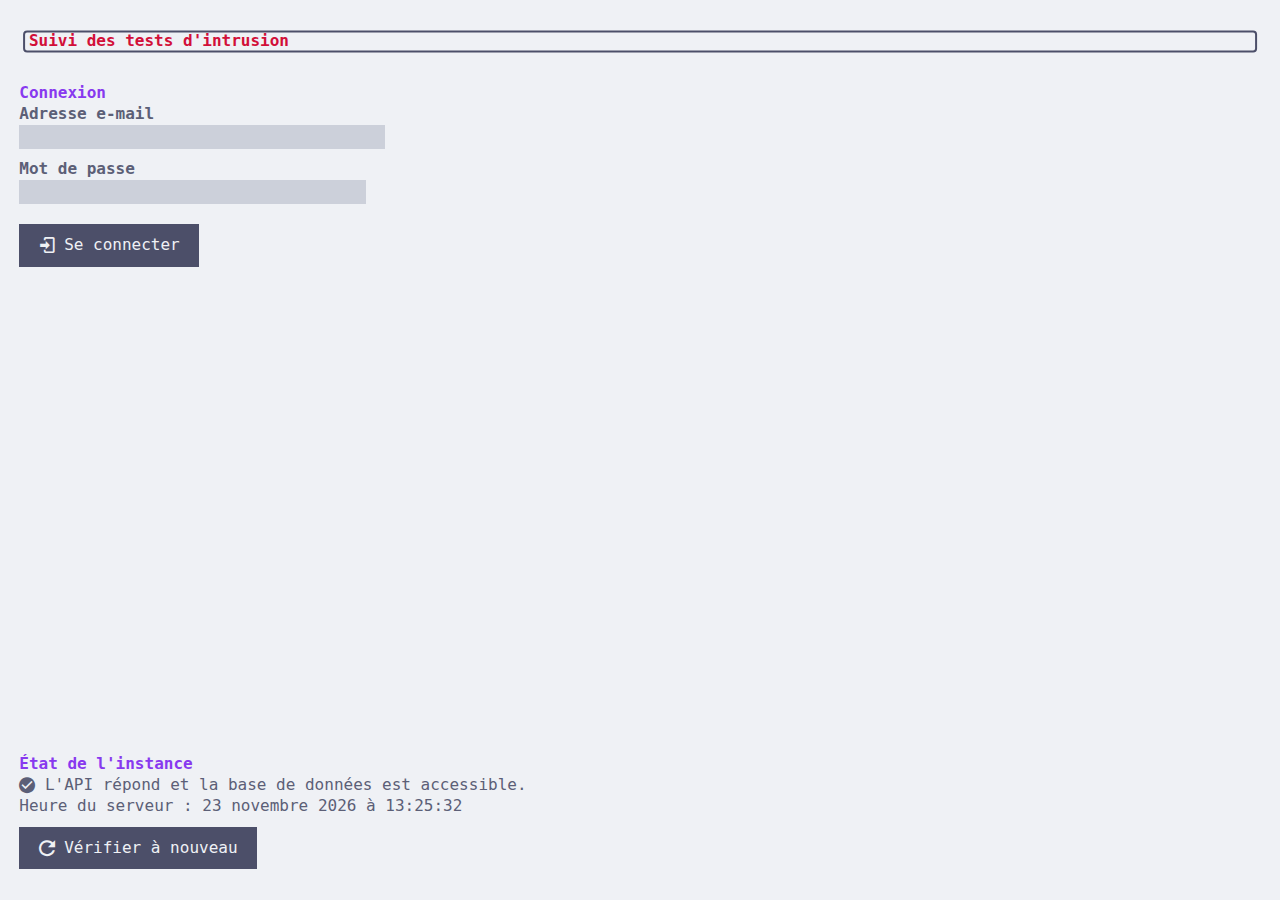 Suivi des tests d'intrusion
Connexion
Adresse e-mail
Mot de passe
Se connecter
État de l'instance
L'API répond et la base de données est accessible.
Heure du serveur : 23 novembre 2026 à 13:25:32
Vérifier à nouveau